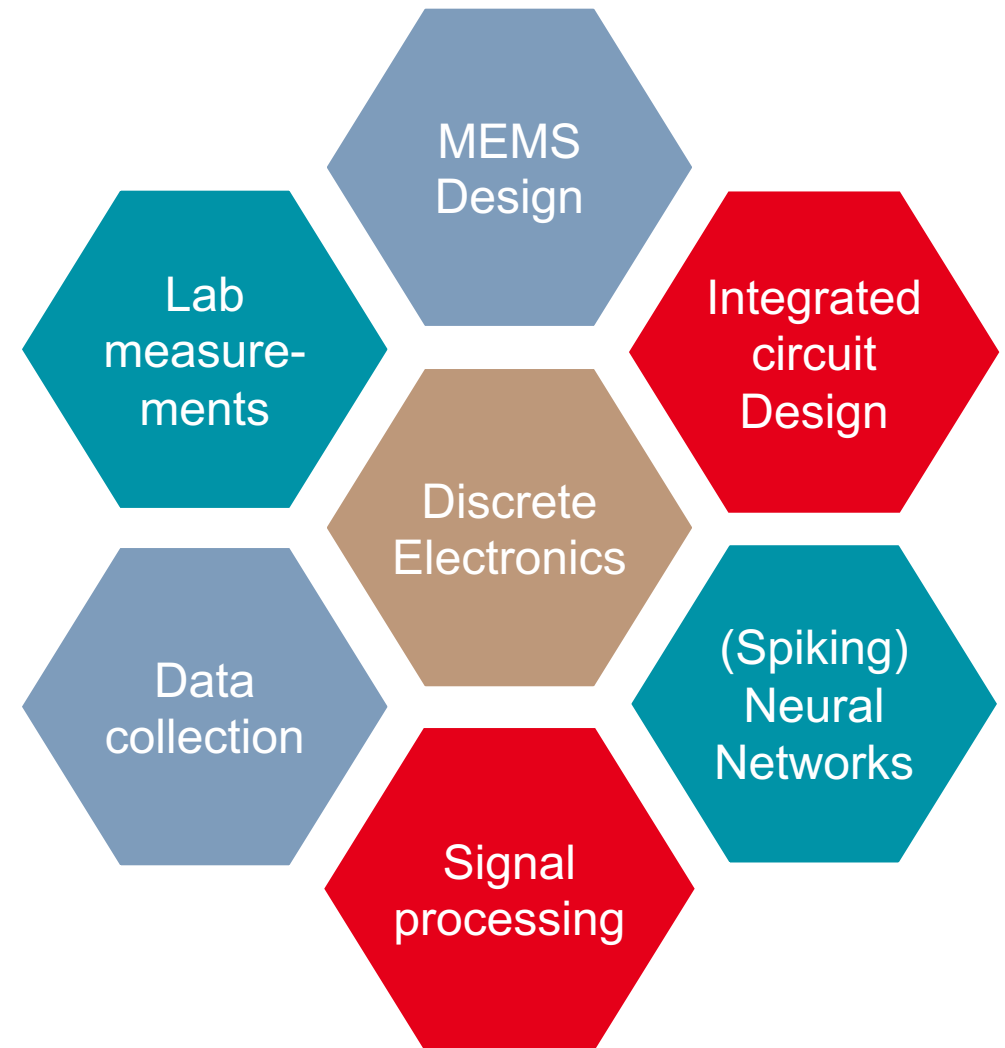 MEMS
Design
Lab
measure-
ments
Integrated
circuit
Design
Discrete
Electronics
Data
collection
(Spiking)
Neural
Networks
Signal
processing